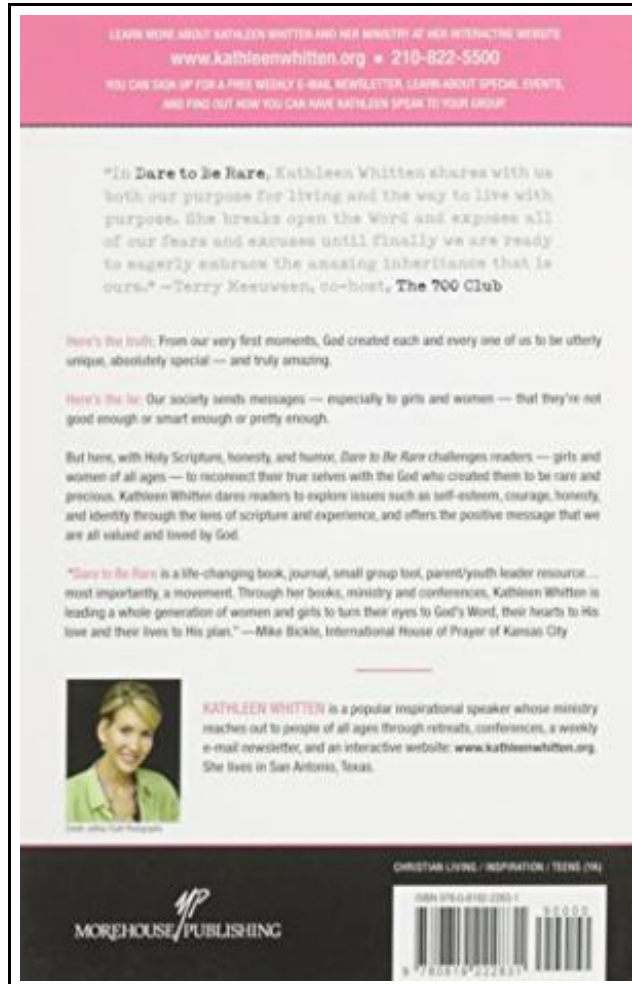 LEARN MORE ABOUT KATHLEEN WHITTEN AND HER MINISTRY AT HER INTERACTIVE WEBSITE
www.kathleenwhitten.org ▪ 210-822-5500
YOU CAN SIGN UP FOR A FREE WEEKLY E-MAIL NEWSLETTER, LEARN ABOUT SPECIAL EVENTS,
AND FIND OUT HOW YOU CAN HAVE KATHLEEN SPEAK TO YOUR GROUP.
"In Dare to be Rare, Kathleen Whitten shares with us
both our purpose for living and the way to live with
purpose. She breaks open the Word and exposes all
of our fears and excuses until finally we are ready
to eagerly embrace the amazing inheritance that is
ours." —Terry Meeuwsen, co-host, The 700 Club
Here's the truth: From our very first moments, God created each and every one of us to be utterly
unique, absolutely special — and truly amazing.
Here's the lie: Our society sends messages — especially to girls and women — that they're not
good enough or smart enough or pretty enough.
But here, with Holy Scripture, honesty, and humor, Dare to Be Rare challenges readers — girls and
women of all ages — to reconnect their true selves with the God who created them to be rare and
precious. Kathleen Whitten dares readers to explore issues such as self-esteem, courage, honesty,
and identity through the lens of scripture and experience, and offers the positive message that we
are all valued and loved by God.
"Dare to Be Rare is a life-changing book, journal, small group tool, parent/youth leader resource...
most importantly, a movement. Through her books, ministry and conferences, Kathleen Whitten is
leading a whole generation of women and girls to turn their eyes to God's Word, their hearts to His
love and their lives to His plan." —Mike Bickle, International House of Prayer of Kansas City
KATHLEEN WHITTEN is a popular inspirational speaker whose ministry
reaches out to people of all ages through retreats, conferences, a weekly
e-mail newsletter, and an interactive website: www.kathleenwhitten.org.
She lives in San Antonio, Texas.
CHRISTIAN LIVING / INSPIRATION / TEENS (YA)
MOREHOUSE PUBLISHING
ISBN 978-0-8192-2283-1
90000
9 780819 222831